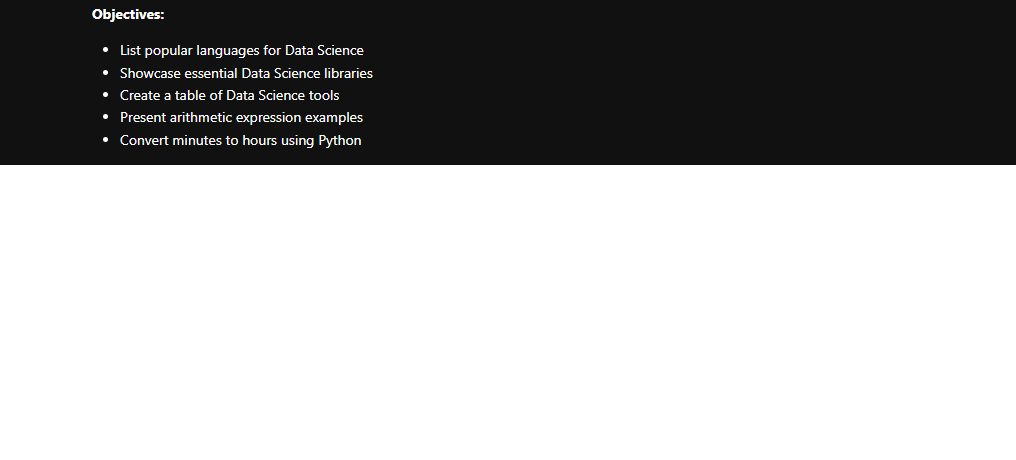 Objectives:
• List popular languages for Data Science
• Showcase essential Data Science libraries
• Create a table of Data Science tools
• Present arithmetic expression examples
• Convert minutes to hours using Python